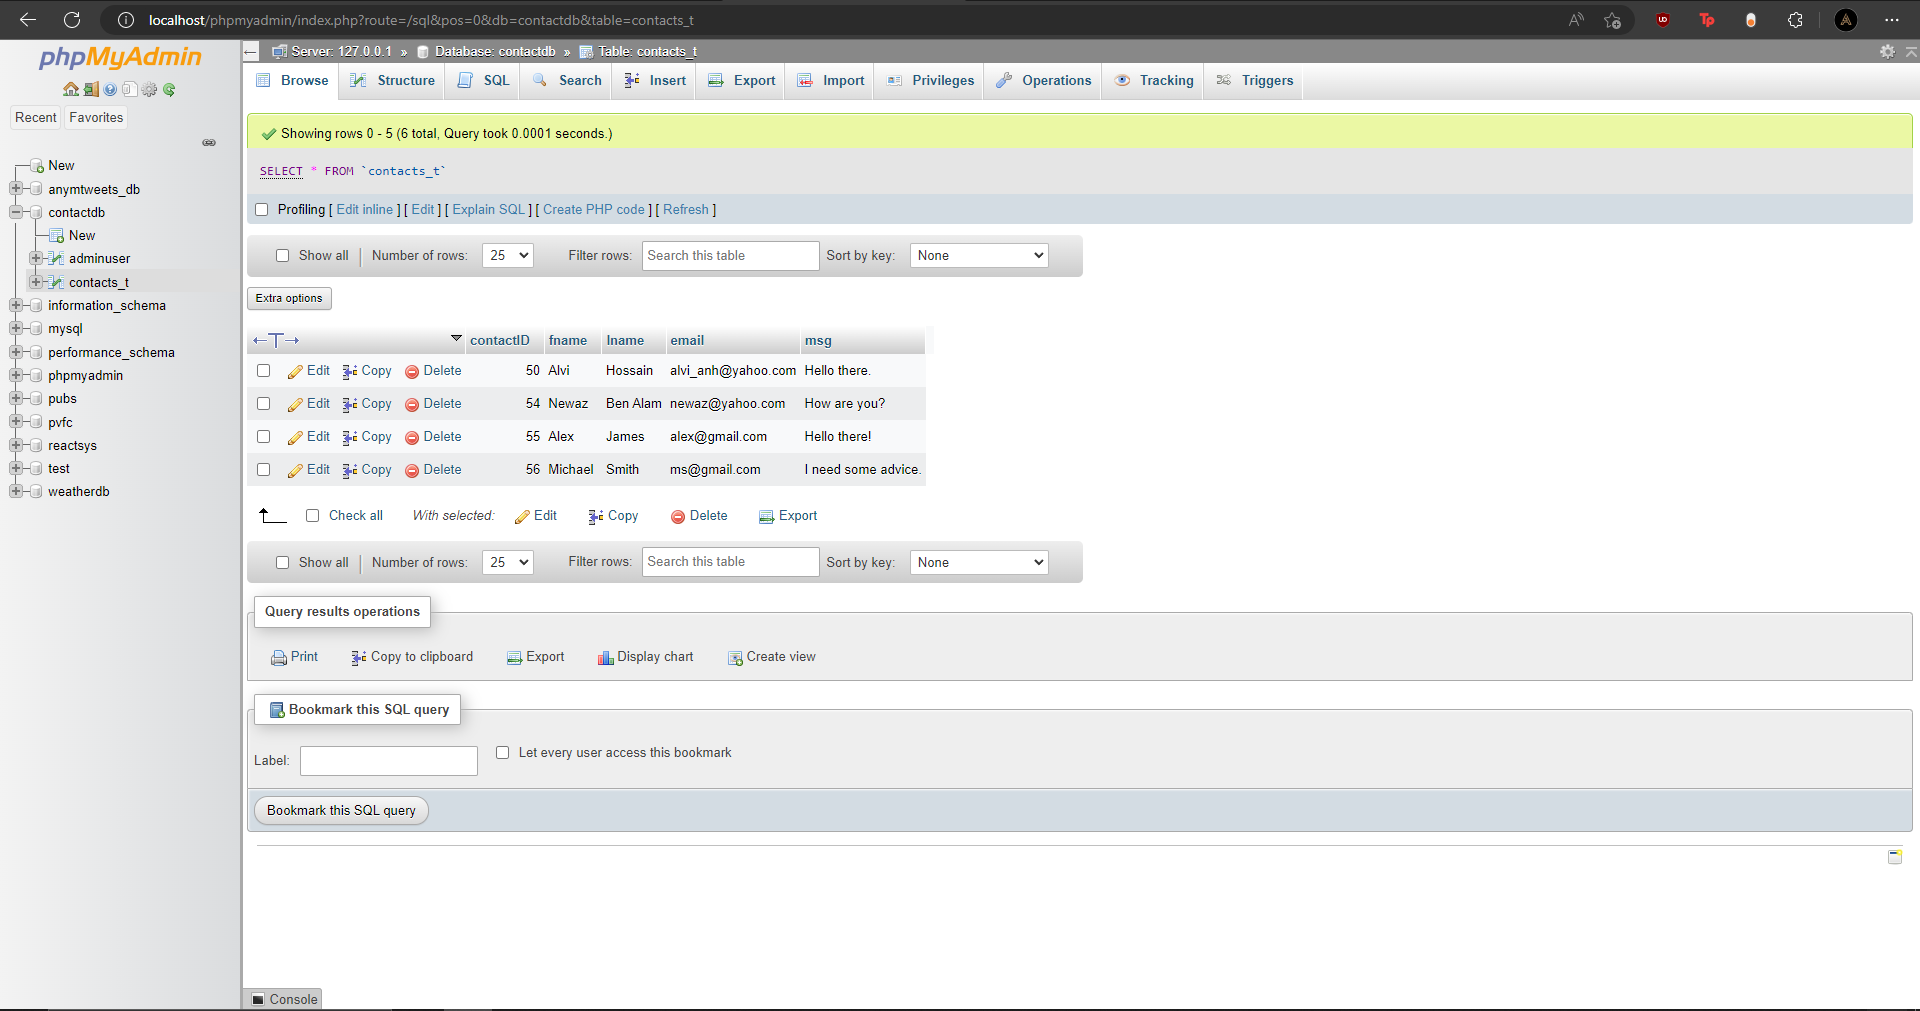 localhost/phpmyadmin/index.php?route=/sql&pos=0&db=contactdb&table=contacts_t
phpMyAdmin
Recent Favorites
New
anymtweets_db
contactdb
New
adminuser
contacts_t
information_schema
mysql
performance_schema
phpmyadmin
pubs
pvfc
reactsys
test
weatherdb
Server: 127.0.0.1 » Database: contactdb » Table: contacts_t
Browse Structure SQL Search Insert Export Import Privileges Operations Tracking Triggers
Showing rows 0 - 5 (6 total, Query took 0.0001 seconds.)
SELECT * FROM `contacts_t`
Profiling [ Edit inline ] [ Edit ] [ Explain SQL ] [ Create PHP code ] [ Refresh ]
Show all Number of rows: 25 Filter rows: Search this table Sort by key: None
Extra options
contactID fname lname email msg
Edit Copy Delete 50 Alvi Hossain alvi_anh@yahoo.com Hello there.
Edit Copy Delete 54 Newaz Ben Alam newaz@yahoo.com How are you?
Edit Copy Delete 55 Alex James alex@gmail.com Hello there!
Edit Copy Delete 56 Michael Smith ms@gmail.com I need some advice.
Check all With selected: Edit Copy Delete Export
Show all Number of rows: 25 Filter rows: Search this table Sort by key: None
Query results operations
Print Copy to clipboard Export Display chart Create view
Bookmark this SQL query
Label: Let every user access this bookmark
Bookmark this SQL query
Console